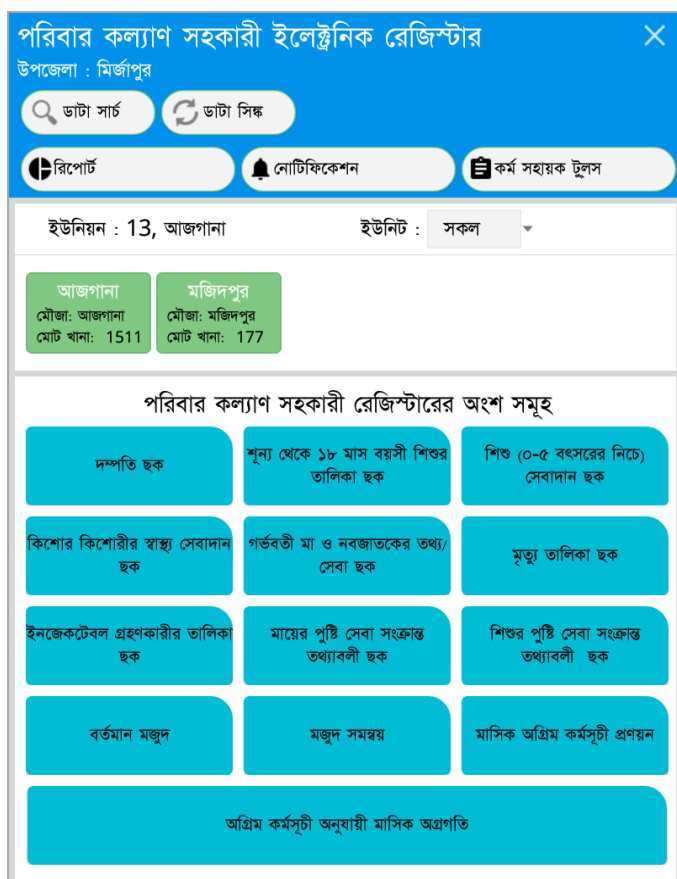 পরিবার কল্যাণ সহকারী ইলেক্ট্রনিক রেজিস্টার
উপজেলা : মির্জাপুর
ডাটা সার্চ
ডাটা সিঙ্ক
রিপোর্ট
নোটিফিকেশন
কর্ম সহায়ক টুলস
ইউনিয়ন : 13, আজগানা
ইউনিট : সকল
আজগানা
মৌজা: আজগানা
মোট খানা: 1511
মজিদপুর
মৌজা: মজিদপুর
মোট খানা: 177
পরিবার কল্যাণ সহকারী রেজিস্টারের অংশ সমূহ
দম্পতি ছক
শূন্য থেকে ১৮ মাস বয়সী শিশুর
তালিকা ছক
শিশু (০-৫ বৎসরের নিচে)
সেবাদান ছক
কিশোর কিশোরীর স্বাস্থ্য সেবাদান
ছক
গর্ভবতী মা ও নবজাতকের তথ্য/
সেবা ছক
মৃত্যু তালিকা ছক
ইনজেকটেবল গ্রহণকারীর তালিকা
ছক
মায়ের পুষ্টি সেবা সংক্রান্ত
তথ্যাবলী ছক
শিশুর পুষ্টি সেবা সংক্রান্ত
তথ্যাবলী ছক
বর্তমান মজুদ
মজুদ সমন্বয়
মাসিক অগ্রিম কর্মসূচী প্রণয়ন
অগ্রিম কর্মসূচী অনুযায়ী মাসিক অগ্রগতি